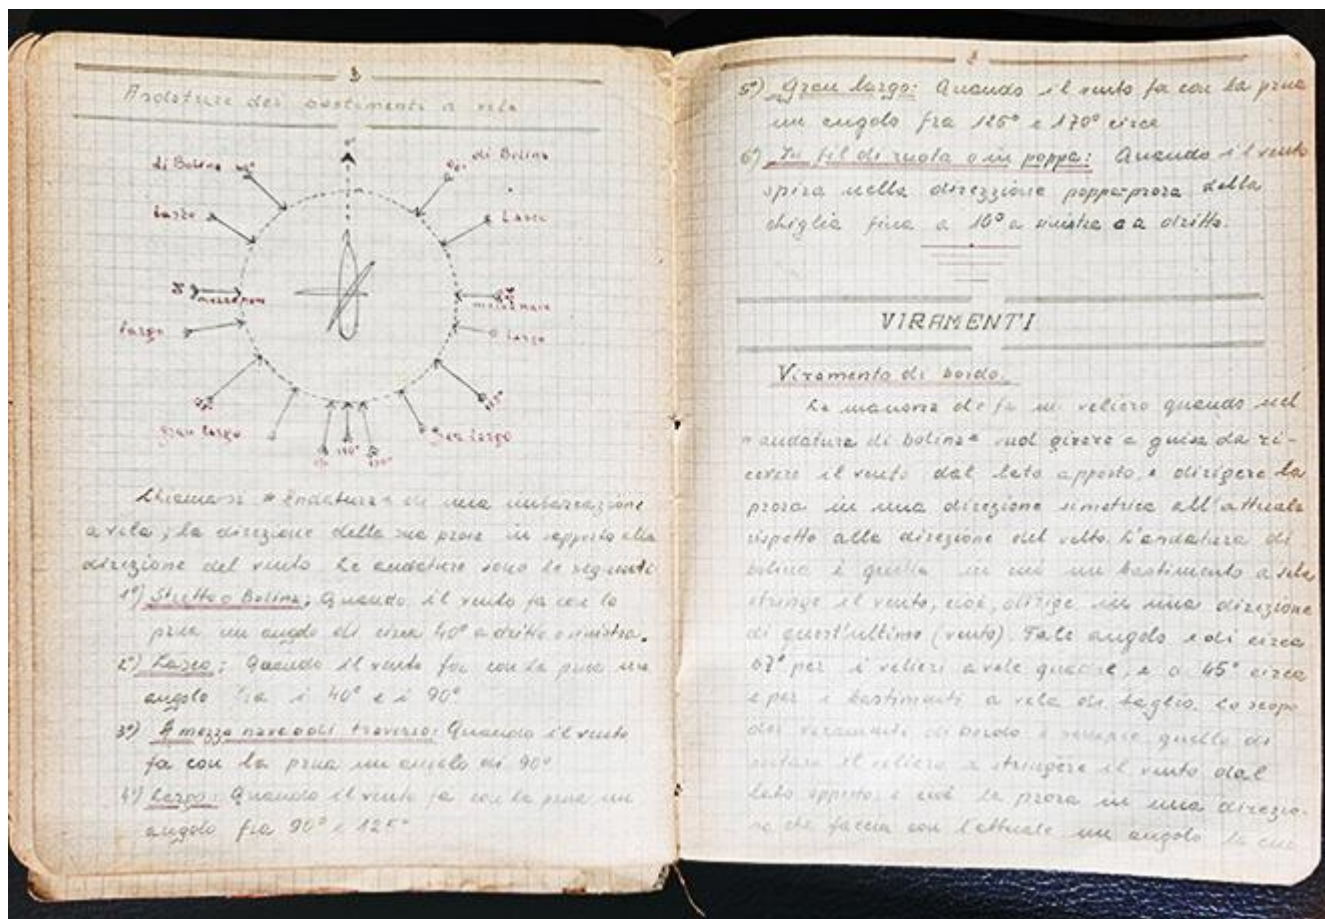 3
Andature dei bastimenti a vela
0°
di Bolina
di Bolina
Lasco
Lasco
mezzanave
mezzanave
Largo
Largo
gran largo
Gran largo
Chiamasi "Andatura" di una imbarcazione
a vela, la direzione della sua prora in rapporto alla
direzione del vento. Le andature sono le seguenti
1°) Stretta o Bolina; Quando il vento fa con la
prua un angolo di circa 40° a dritta o sinistra.
2°) Lasco; Quando il vento fa con la prua un
angolo fra i 40° e i 90°
3°) A mezza nave o di traverso: Quando il vento
fa con la prua un angolo di 90°
4°) Largo: Quando il vento fa con la prua un
angolo fra 90° e 125°
5°) Gran largo: Quando il vento fa con la prua
un angolo fra 125° e 170° circa
6°) In fil di ruota o in poppa: Quando il vento
spira nella direzzione poppa-prora della
chiglia fino a 10° a sinistra o a dritta.
VIRAMENTI
Viramento di bordo.
La manovra che fa un veliero quando nel
andatura di bolina vuol girare a guisa da ri-
cevere il vento dal lato opposto, e dirigere la
prora in una direzione simetrica all'attuale
rispetto alla direzione del vento. L'andatura di
bolina è quella in cui un bastimento a vela
stringe il vento, cioè, dirige in una direzione
di quest'ultimo (vento). Tale angolo è di circa
67° per i velieri a vele quadre, e a 45° circa
e per i bastimenti a vela di taglio. Lo scopo
dei viramenti di bordo è sempre quello di
portare il veliero a stringere il vento dal
lato opposto, e cioè la prora in una direzio-
ne che faccia con l'attuale un angolo la cui